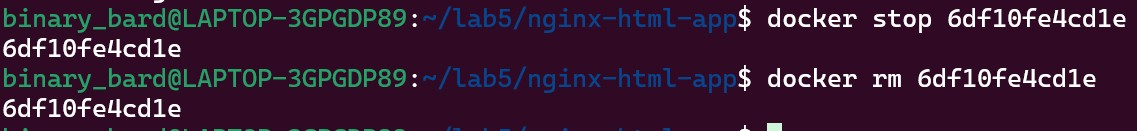 binary_bard@LAPTOP-3GPGDP89:~/lab5/nginx-html-app$ docker stop 6df10fe4cd1e
6df10fe4cd1e
binary_bard@LAPTOP-3GPGDP89:~/lab5/nginx-html-app$ docker rm 6df10fe4cd1e
6df10fe4cd1e